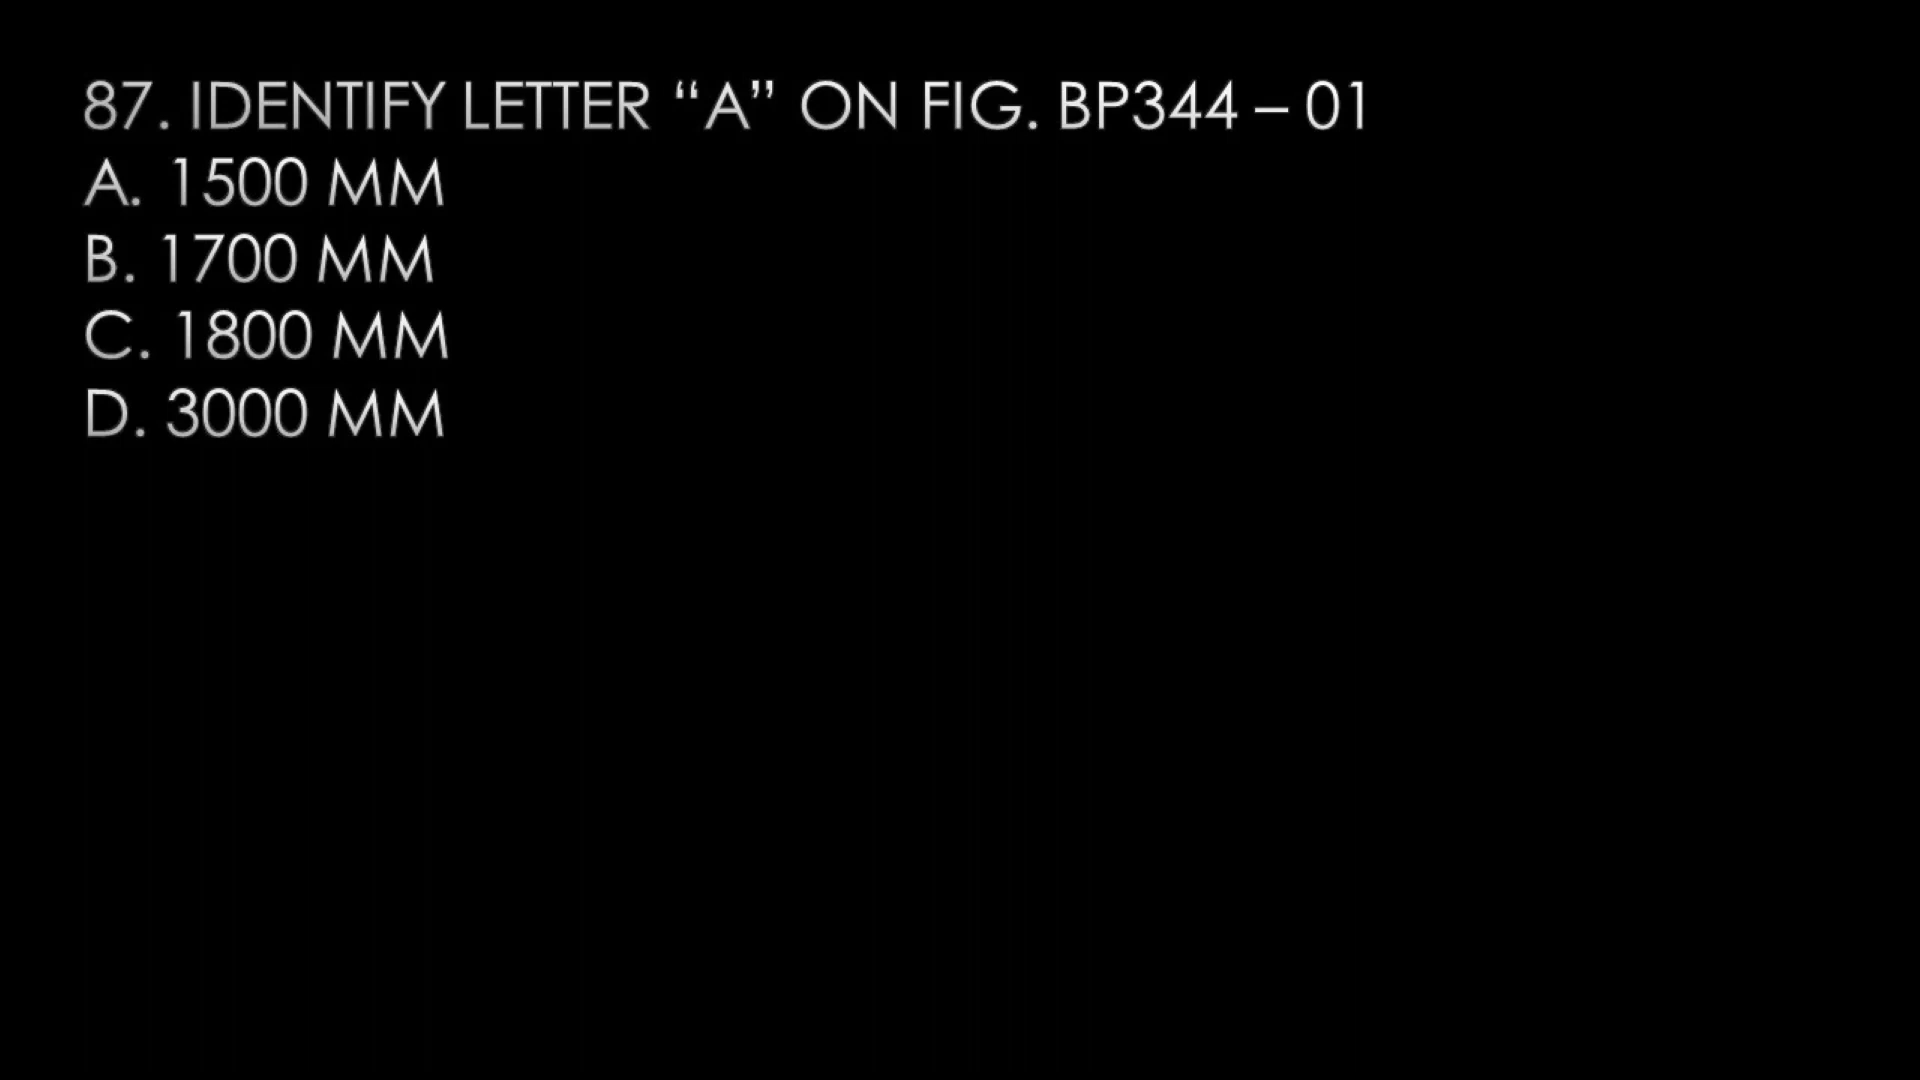 87. IDENTIFY LETTER “A” ON FIG. BP344 – 01
A. 1500 MM
B. 1700 MM
C. 1800 MM
D. 3000 MM